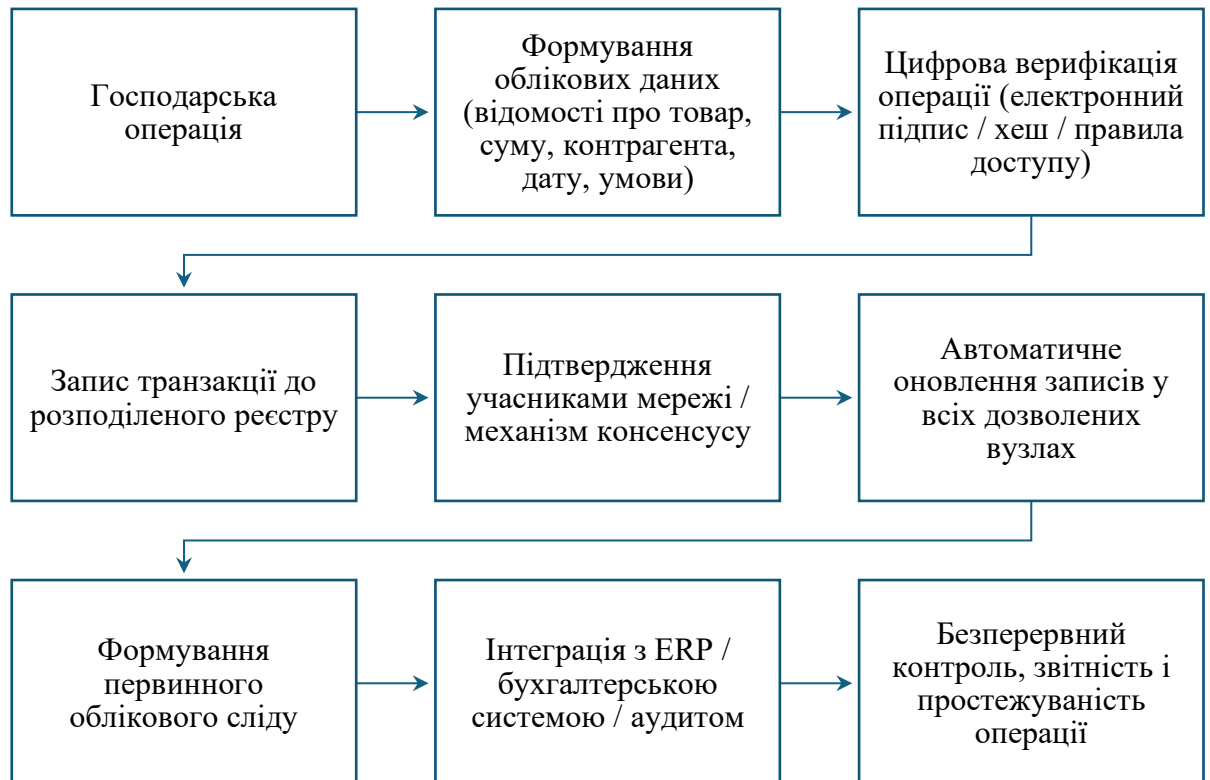 Господарська
операція
Формування
облікових даних
(відомості про товар,
суму, контрагента,
дату, умови)
Цифрова верифікація
операції (електронний
підпис / хеш / правила
доступу)
Запис транзакції до
розподіленого реєстру
Підтвердження
учасниками мережі /
механізм консенсусу
Автоматичне
оновлення записів у
всіх дозволених
вузлах
Формування
первинного
облікового сліду
Інтеграція з ERP /
бухгалтерською
системою / аудитом
Безперервний
контроль, звітність і
простежуваність
операції